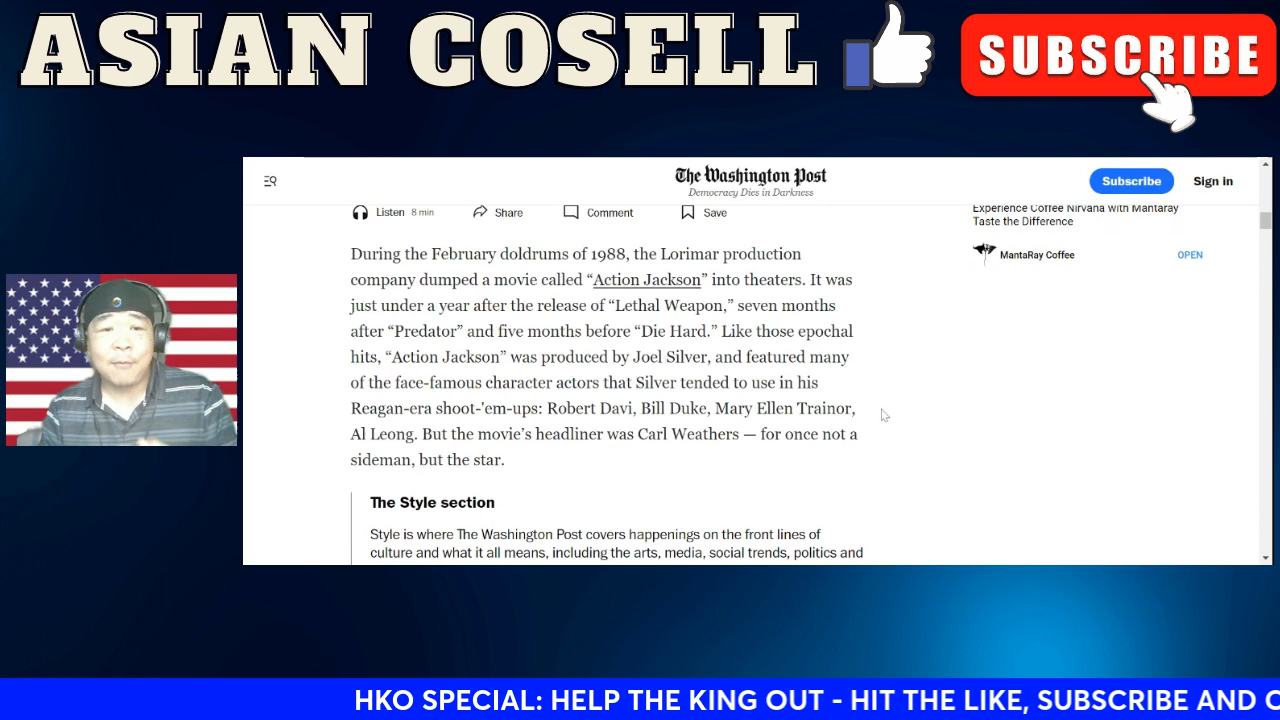 ASIAN COSELL
SUBSCRIBE
The Washington Post
Democracy Dies in Darkness
Subscribe
Sign in
Listen 8 min
Share
Comment
Save
Experience Coffee Nirvana with Mantaray
Taste the Difference
MantaRay Coffee
OPEN
During the February doldrums of 1988, the Lorimar production
company dumped a movie called “Action Jackson” into theaters. It was
just under a year after the release of “Lethal Weapon,” seven months
after “Predator” and five months before “Die Hard.” Like those epochal
hits, “Action Jackson” was produced by Joel Silver, and featured many
of the face-famous character actors that Silver tended to use in his
Reagan-era shoot-'em-ups: Robert Davi, Bill Duke, Mary Ellen Trainor,
Al Leong. But the movie’s headliner was Carl Weathers — for once not a
sideman, but the star.
The Style section
Style is where The Washington Post covers happenings on the front lines of
culture and what it all means, including the arts, media, social trends, politics and
HKO SPECIAL: HELP THE KING OUT - HIT THE LIKE, SUBSCRIBE AND